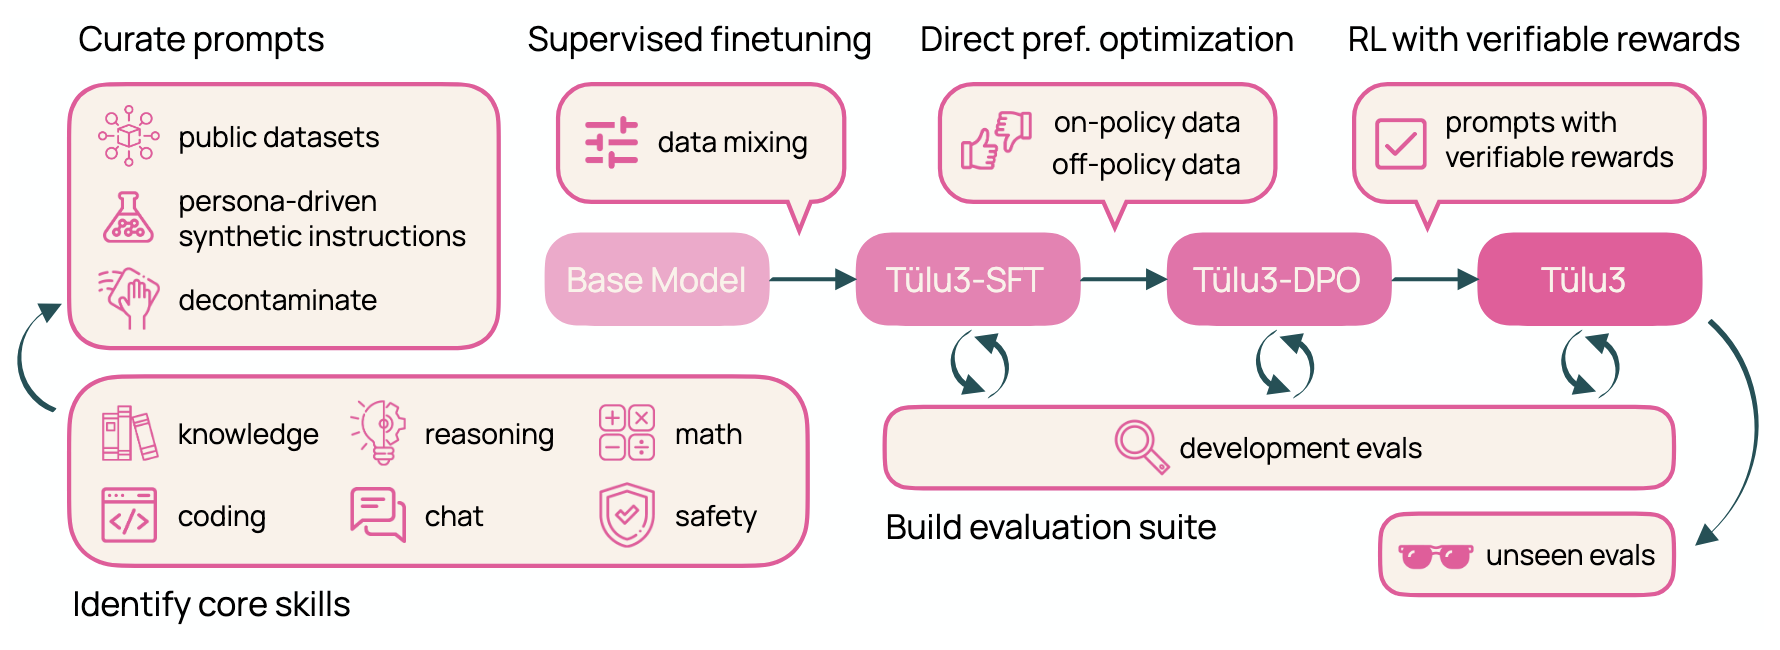 Curate prompts
public datasets
persona-driven
synthetic instructions
decontaminate
knowledge
reasoning
math
coding
chat
safety
Identify core skills
Supervised finetuning
data mixing
Direct pref. optimization
on-policy data
off-policy data
RL with verifiable rewards
prompts with
verifiable rewards
Base Model
Tülu3-SFT
Tülu3-DPO
Tülu3
development evals
Build evaluation suite
unseen evals